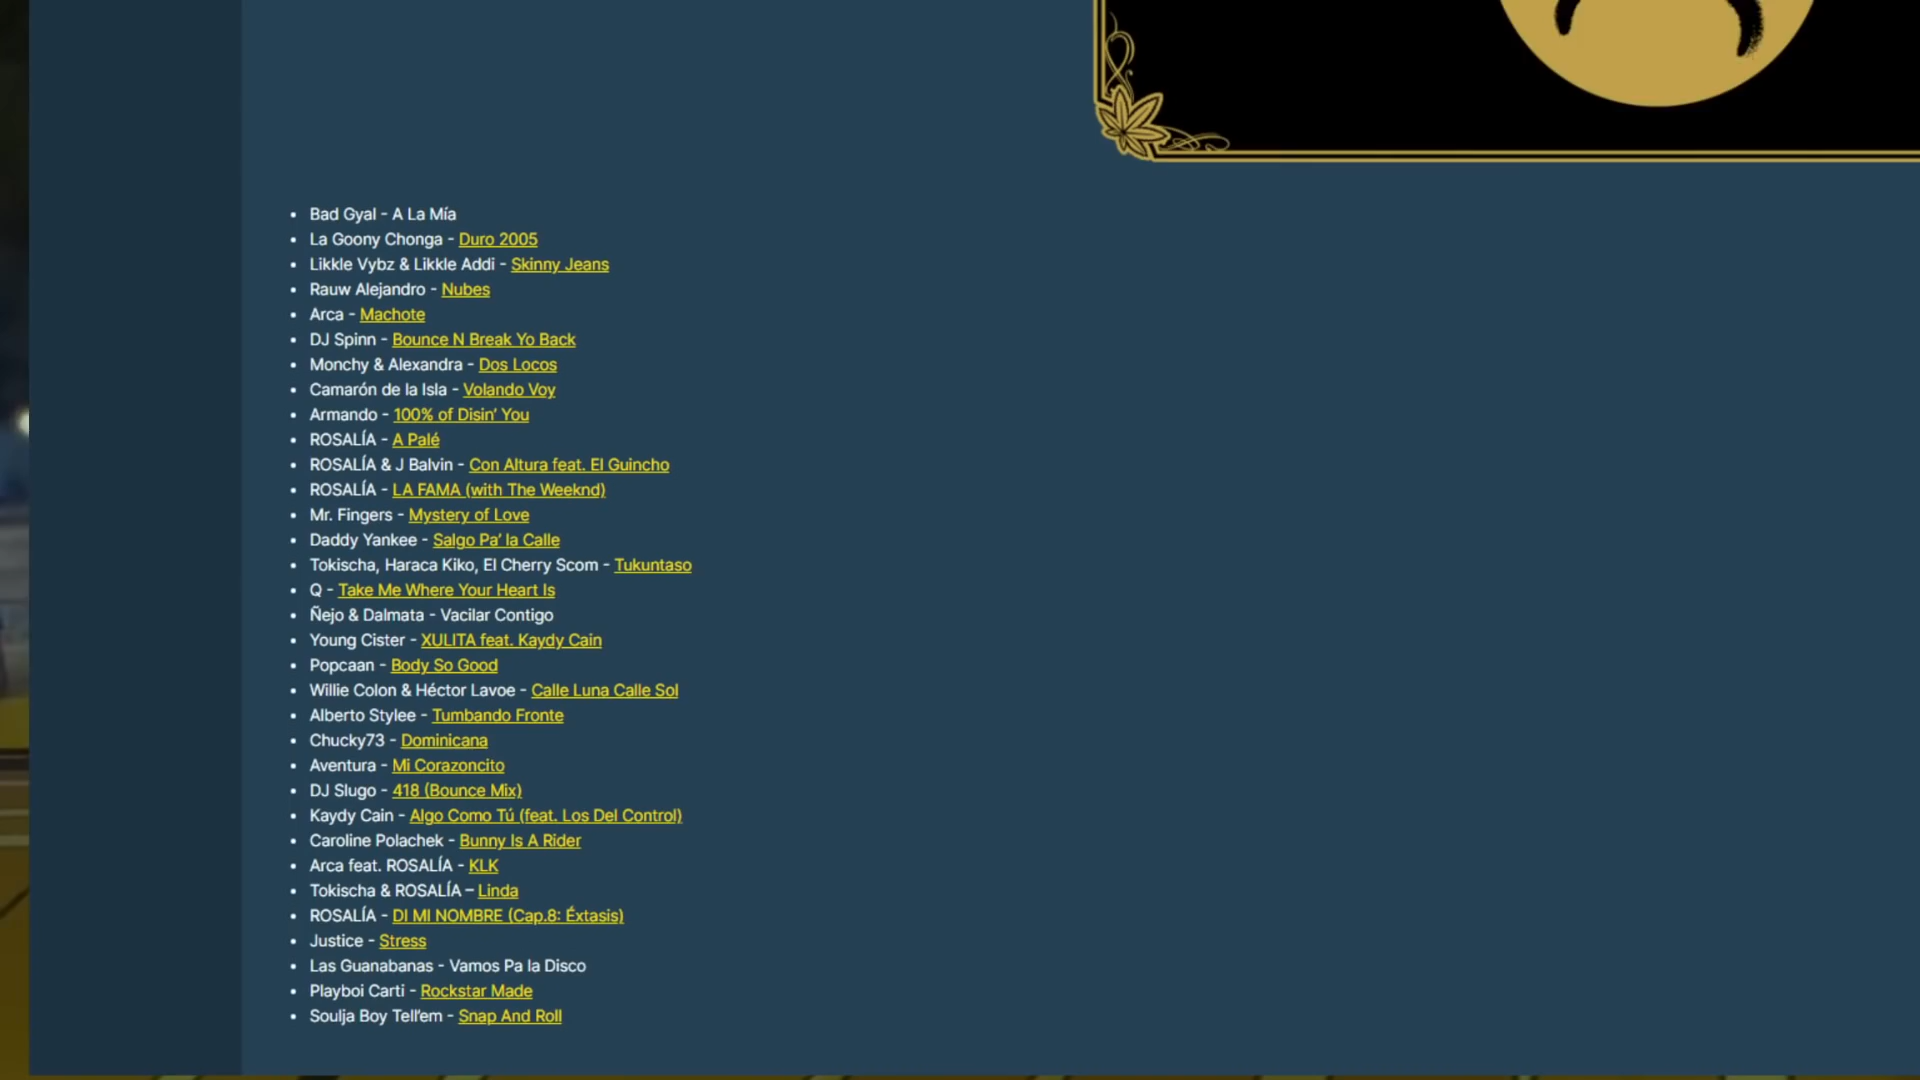 Bad Gyal - A La Mía
La Goony Chonga - Duro 2005
Likkle Vybz & Likkle Addi - Skinny Jeans
Rauw Alejandro - Nubes
Arca - Machote
DJ Spinn - Bounce N Break Yo Back
Monchy & Alexandra - Dos Locos
Camarón de la Isla - Volando Voy
Armando - 100% of Disin’ You
ROSALÍA - A Palé
ROSALÍA & J Balvin - Con Altura feat. El Guincho
ROSALÍA - LA FAMA (with The Weeknd)
Mr. Fingers - Mystery of Love
Daddy Yankee - Salgo Pa’ la Calle
Tokischa, Haraca Kiko, El Cherry Scom - Tukuntaso
Q - Take Me Where Your Heart Is
Ñejo & Dalmata - Vacilar Contigo
Young Cister - XULITA feat. Kaydy Cain
Popcaan - Body So Good
Willie Colon & Héctor Lavoe - Calle Luna Calle Sol
Alberto Stylee - Tumbando Fronte
Chucky73 - Dominicana
Aventura - Mi Corazoncito
DJ Slugo - 418 (Bounce Mix)
Kaydy Cain - Algo Como Tú (feat. Los Del Control)
Caroline Polachek - Bunny Is A Rider
Arca feat. ROSALÍA - KLK
Tokischa & ROSALÍA – Linda
ROSALÍA - DI MI NOMBRE (Cap.8: Éxtasis)
Justice - Stress
Las Guanabanas - Vamos Pa la Disco
Playboi Carti - Rockstar Made
Soulja Boy Tell’em - Snap And Roll